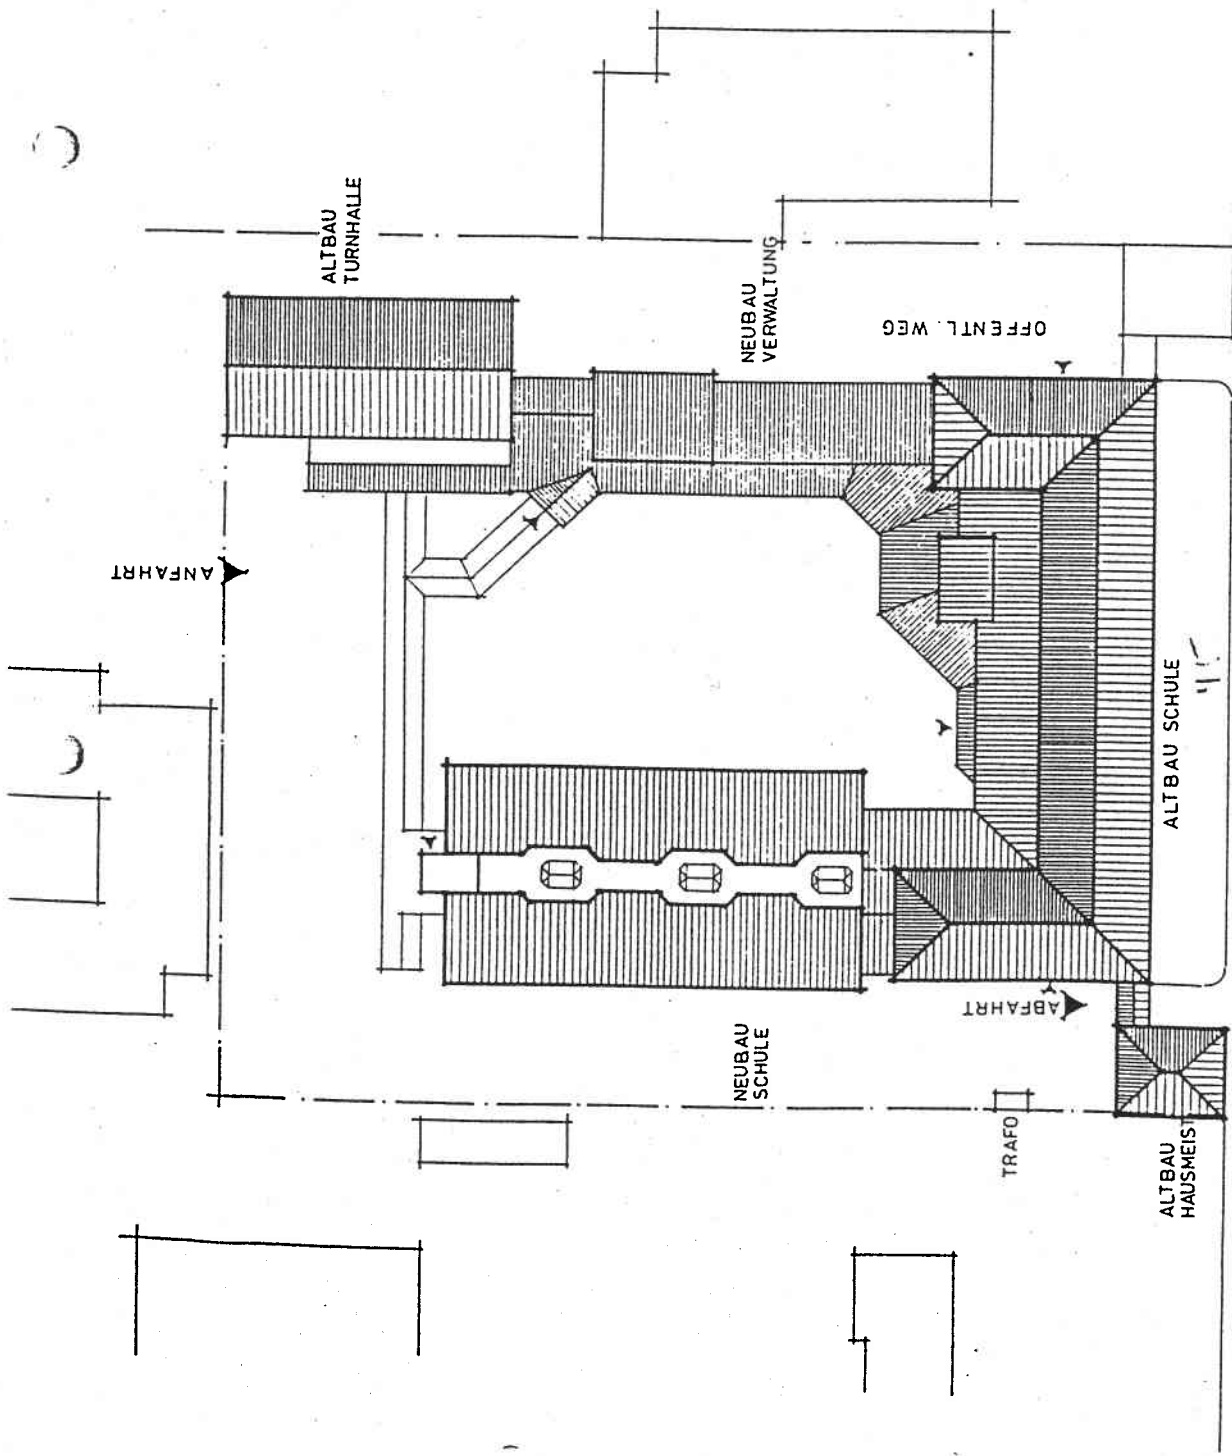 ALTBAU
TURNHALLE
ANFAHRT
NEUBAU
VERWALTUNG
OFFENTL. WEG
ALTBAU SCHULE
ABFAHRT
NEUBAU
SCHULE
TRAFO
ALTBAU
HAUSMEIST